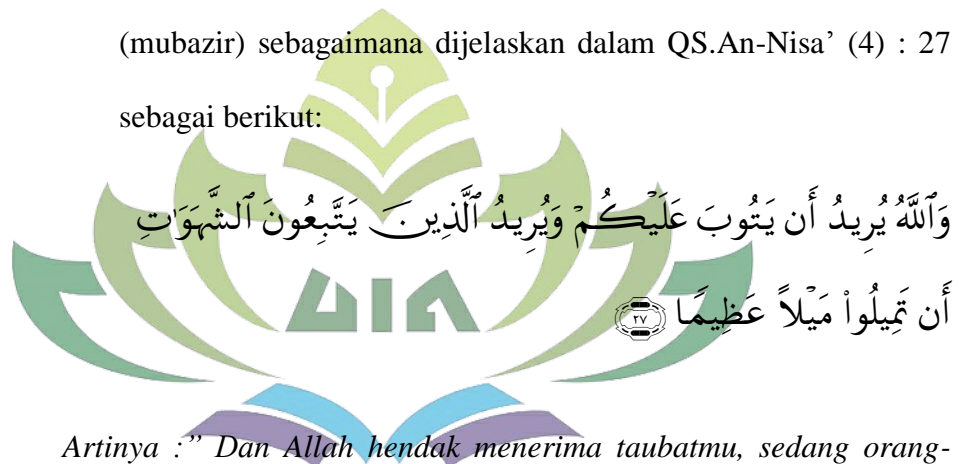 (mubazir) sebagaimana dijelaskan dalam QS.An-Nisa’ (4) : 27
sebagai berikut:
وَٱللَّهُ يُرِيدُ أَن يَتُوبَ عَلَيۡكُمۡ وَيُرِيدُ ٱلَّذِينَ يَتَّبِعُونَ ٱلشَّهَوَٰتِ
أَن تَمِيلُواْ مَيۡلًا عَظِيمٗا ٢٧
UIN
Artinya :” Dan Allah hendak menerima taubatmu, sedang orang-